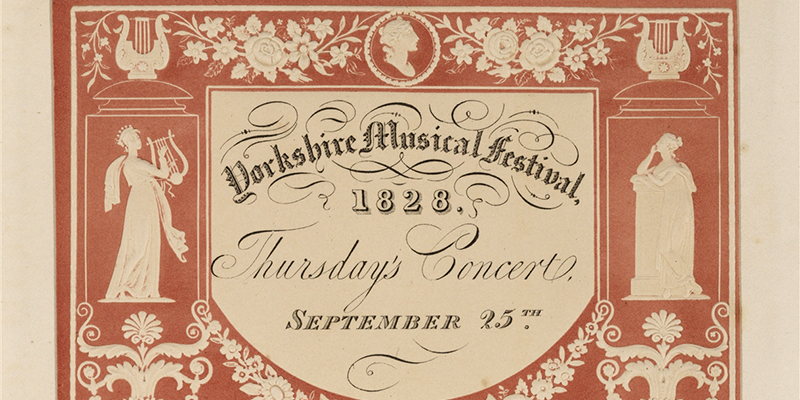 Yorkshire Musical Festival,
1828.
Thursday's Concert,
SEPTEMBER 25TH.